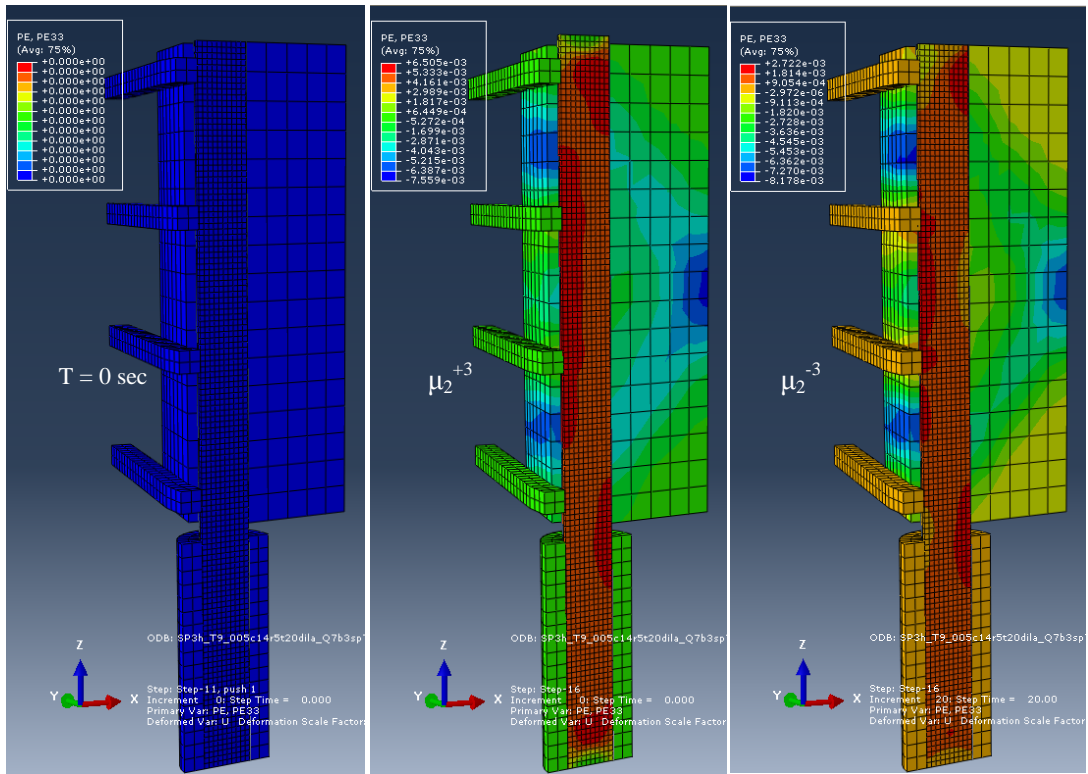 PE, PE33
(Avg: 75%)
+0.000e+00
+0.000e+00
+0.000e+00
+0.000e+00
+0.000e+00
+0.000e+00
+0.000e+00
+0.000e+00
+0.000e+00
+0.000e+00
+0.000e+00
+0.000e+00
+0.000e+00
T = 0 sec
ODB: SP3h_T9_005c14r5t20dila_Q7b3sp
Z
Y
X
Step: Step-11, push 1
Increment 0: Step Time = 0.000
Primary Var: PE, PE33
Deformed Var: U Deformation Scale Factor
PE, PE33
(Avg: 75%)
+6.505e-03
+5.333e-03
+4.161e-03
+2.989e-03
+1.817e-03
+6.449e-04
-5.272e-04
-1.699e-03
-2.871e-03
-4.043e-03
-5.215e-03
-6.387e-03
-7.559e-03
μ₂⁺³
ODB: SP3h_T9_005c14r5t20dila_Q7b3sp
Z
Y
X
Step: Step-16
Increment 0: Step Time = 0.000
Primary Var: PE, PE33
Deformed Var: U Deformation Scale Factor
PE, PE33
(Avg: 75%)
+2.722e-03
+1.814e-03
+9.054e-04
-2.972e-06
-9.113e-04
-1.820e-03
-2.728e-03
-3.636e-03
-4.545e-03
-5.453e-03
-6.362e-03
-7.270e-03
-8.178e-03
μ₂⁻³
ODB: SP3h_T9_005c14r5t20dila_Q7b3sp
Z
Y
X
Step: Step-16
Increment 20: Step Time = 20.00
Primary Var: PE, PE33
Deformed Var: U Deformation Scale Factor